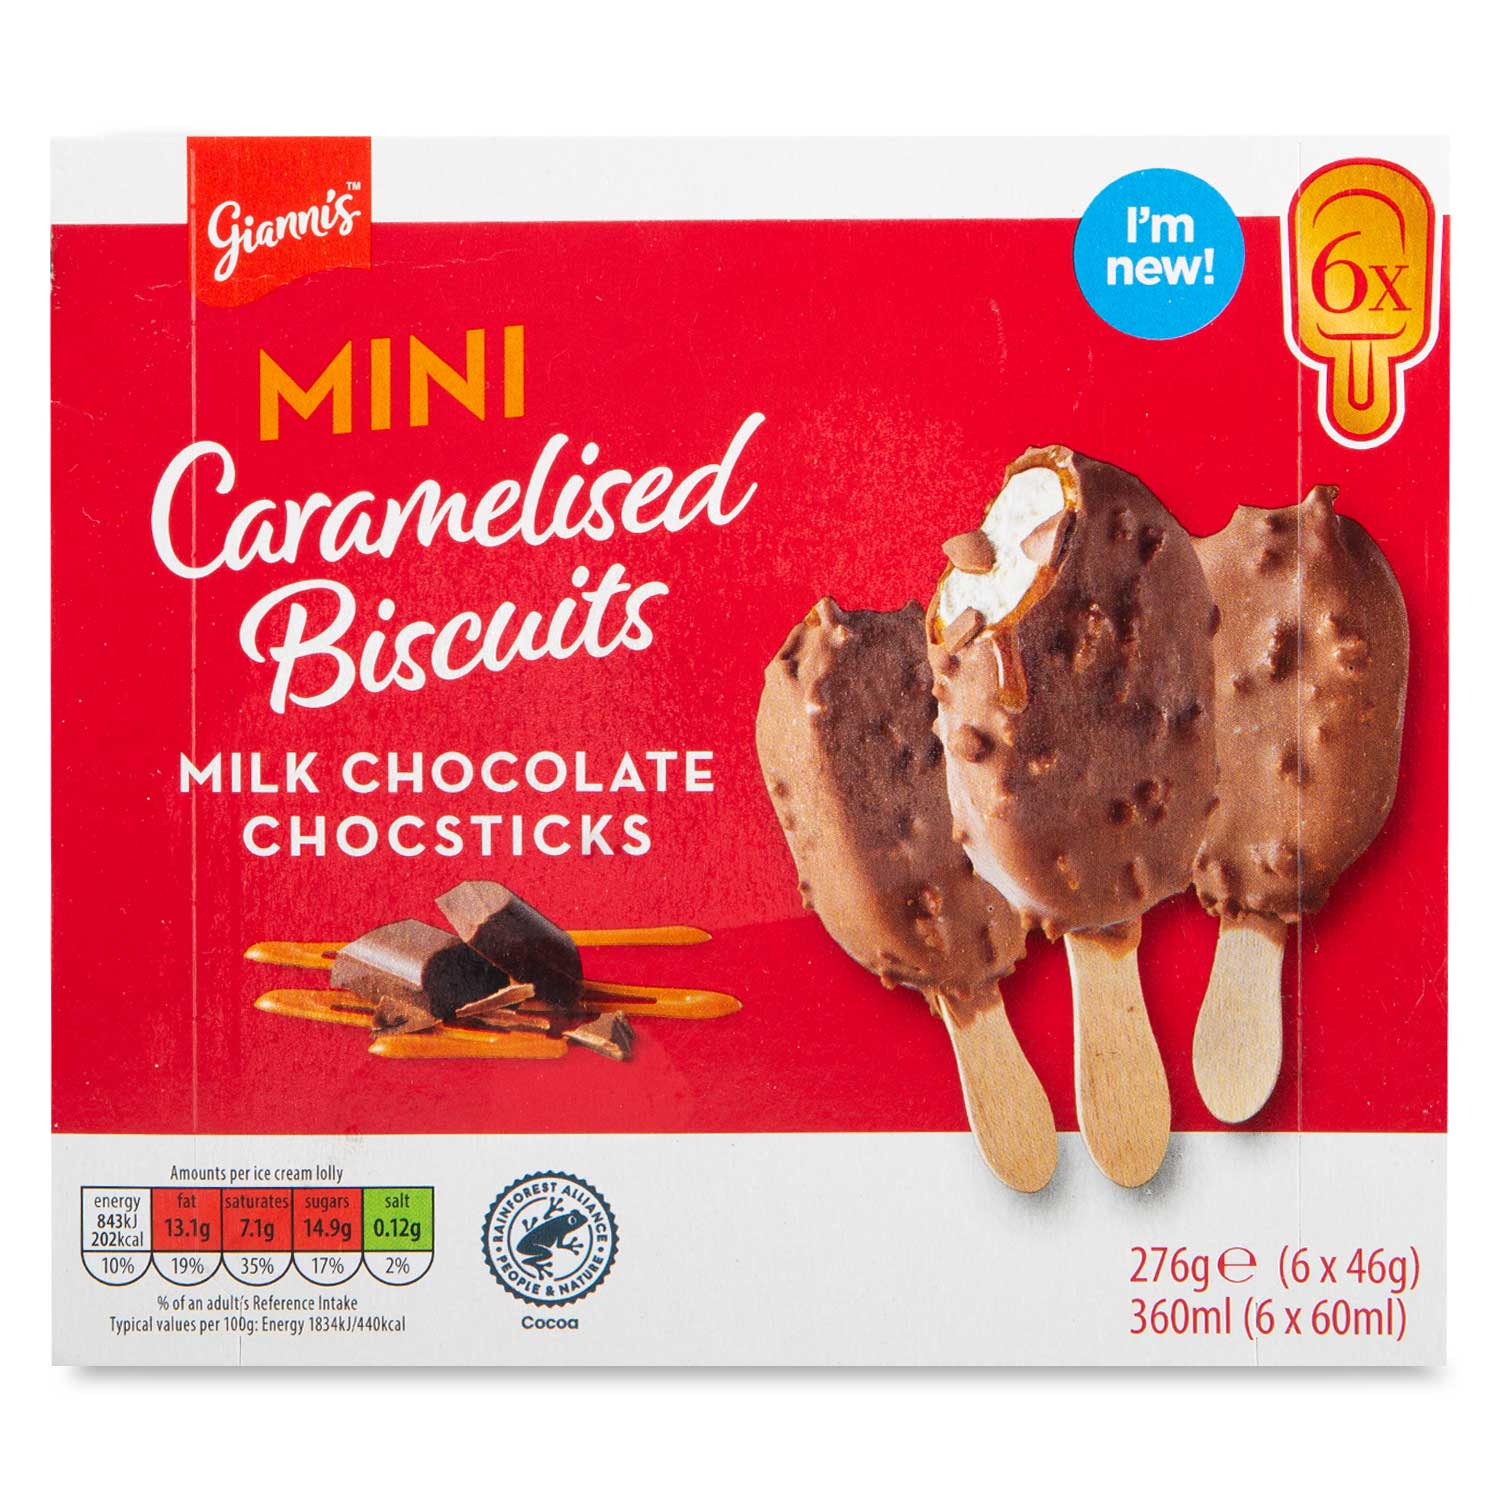 Gianni's™
I'm
new!
6x
MINI
Caramelised
Biscuits
MILK CHOCOLATE
CHOCSTICKS
Amounts per ice cream lolly
energy fat saturates sugars salt
843kJ 13.1g 7.1g 14.9g 0.12g
202kcal
10% 19% 35% 17% 2%
% of an adult's Reference Intake
Typical values per 100g: Energy 1834kJ/440kcal
RAINFOREST ALLIANCE
PEOPLE & NATURE
Cocoa
276g ℮ (6 x 46g)
360ml (6 x 60ml)